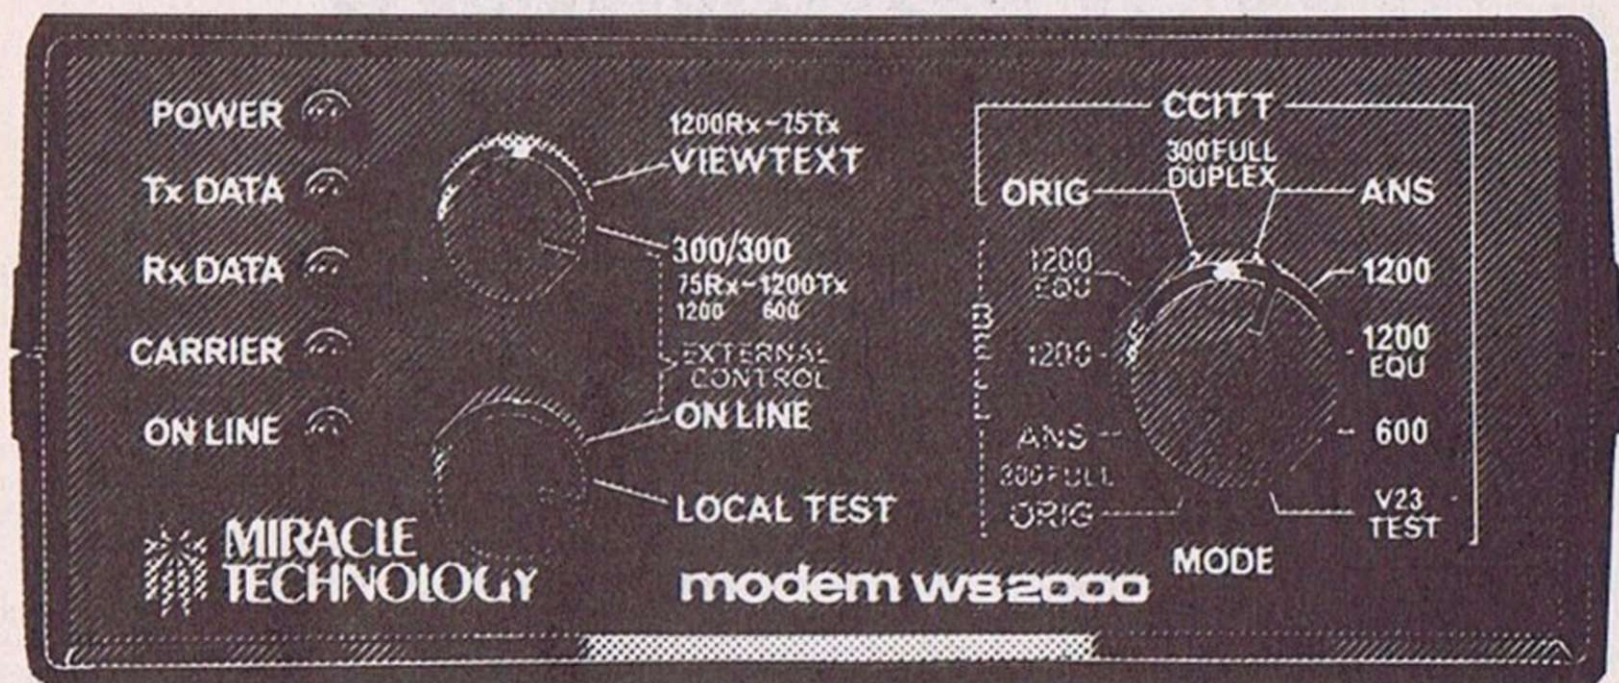 POWER
Tx DATA
Rx DATA
CARRIER
ON LINE
MIRACLE
TECHNOLOGY
1200Rx-75Tx
VIEWTEXT
300/300
75Rx-1200Tx
1200 600
EXTERNAL
CONTROL
ON LINE
LOCAL TEST
modem WS2000
CCITT
300 FULL
DUPLEX
ORIG
ANS
1200
EQU
1200
ANS
300 FULL
ORIG
1200
1200
EQU
600
V23
TEST
MODE